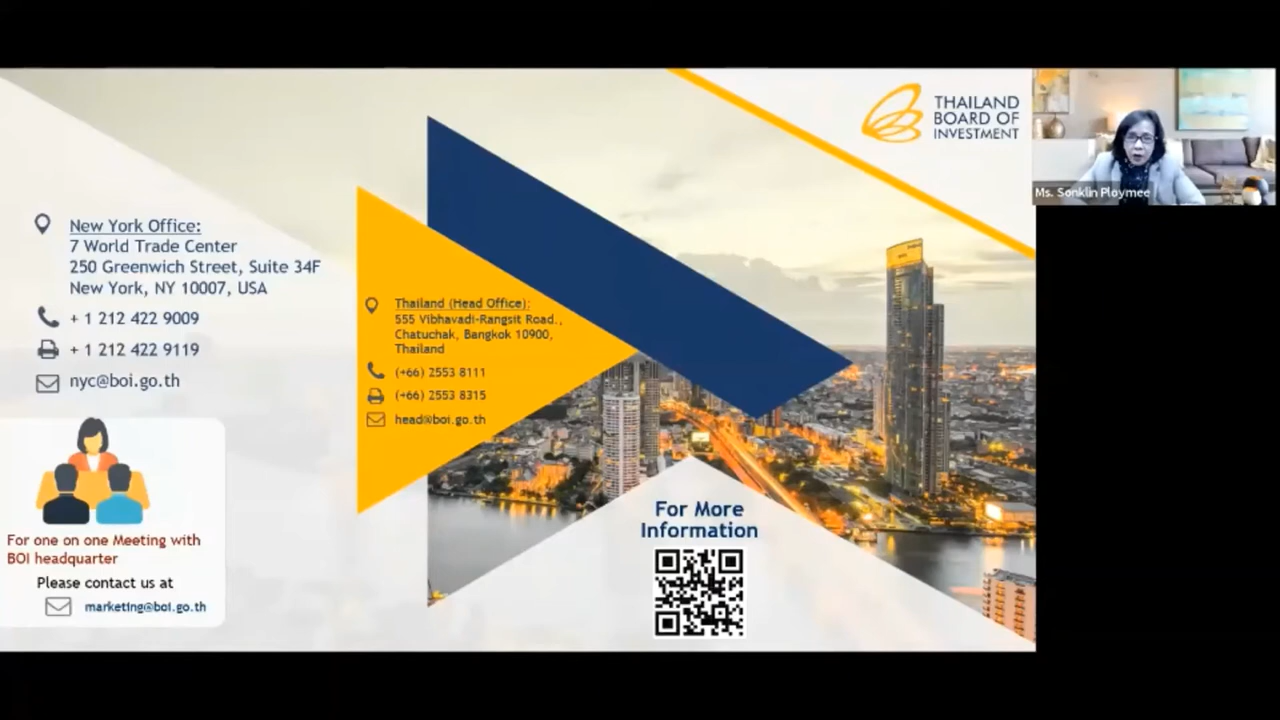 THAILAND
BOARD OF
INVESTMENT
Ms. Sonklin Ploymee
New York Office:
7 World Trade Center
250 Greenwich Street, Suite 34F
New York, NY 10007, USA
+ 1 212 422 9009
+ 1 212 422 9119
nyc@boi.go.th
Thailand (Head Office):
555 Vibhavadi-Rangsit Road.,
Chatuchak, Bangkok 10900,
Thailand
(+66) 2553 8111
(+66) 2553 8315
head@boi.go.th
For one on one Meeting with
BOI headquarter
Please contact us at
marketing@boi.go.th
For More
Information